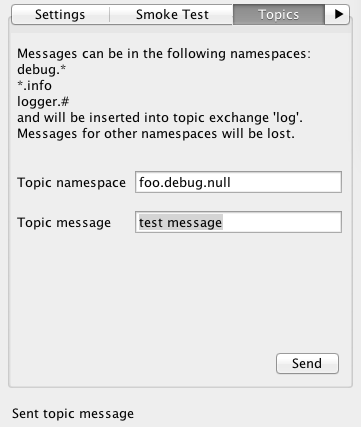 Settings Smoke Test Topics
Messages can be in the following namespaces:
debug.*
*.info
logger.#
and will be inserted into topic exchange 'log'.
Messages for other namespaces will be lost.
Topic namespace foo.debug.null
Topic message test message
Send
Sent topic message